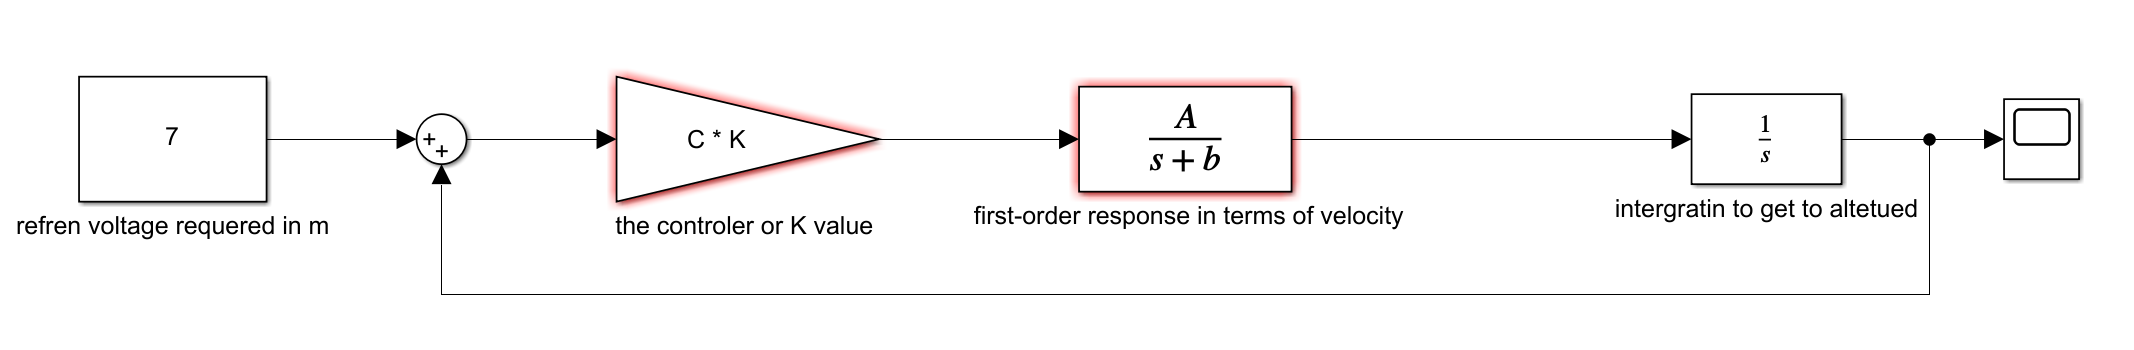 7
+
+
C * K
A
s + b
1
s
refren voltage requered in m
the controler or K value
first-order response in terms of velocity
intergratin to get to altetued